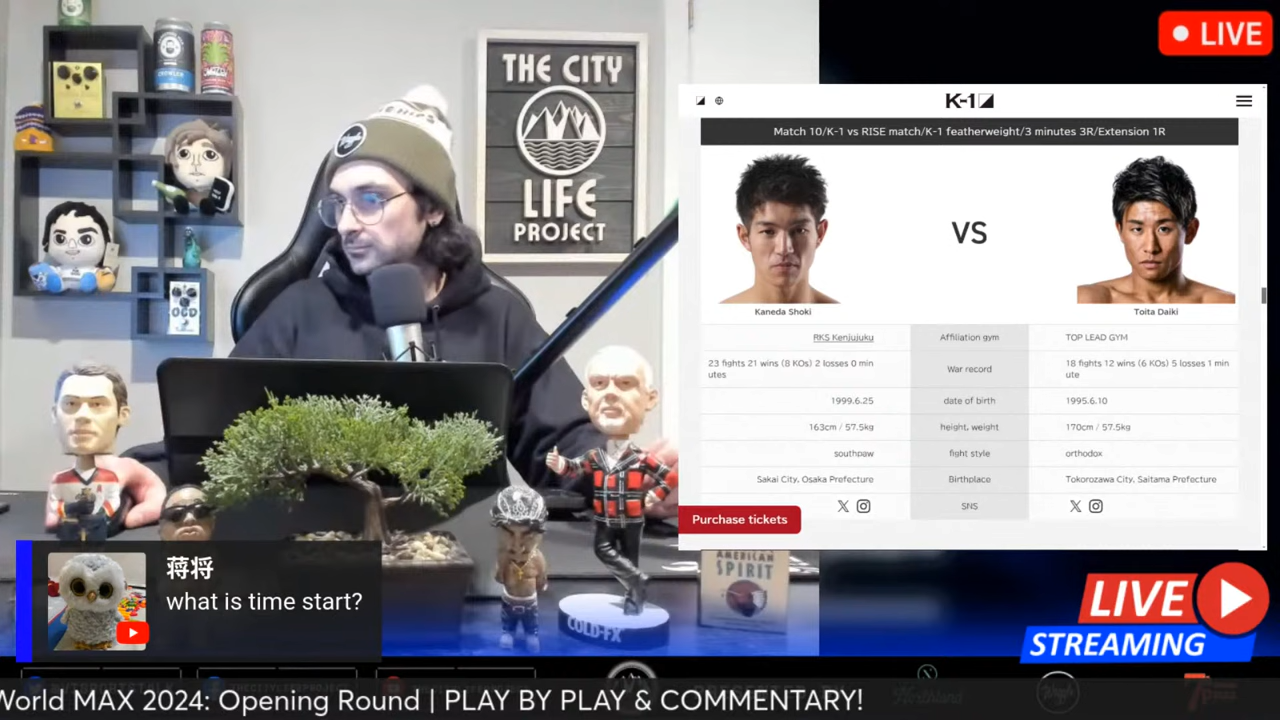 LIVE
THE CITY
LIFE
PROJECT
OCD
K-1
Match 10/K-1 vs RISE match/K-1 featherweight/3 minutes 3R/Extension 1R
VS
Kaneda Shoki
Toita Daiki
RKS Kenjujuku
Affiliation gym
TOP LEAD GYM
23 fights 21 wins (8 KOs) 2 losses 0 min
utes
War record
18 fights 12 wins (6 KOs) 5 losses 1 min
ute
1999.6.25
date of birth
1995.6.10
163cm / 57.5kg
height, weight
170cm / 57.5kg
southpaw
fight style
orthodox
Sakai City, Osaka Prefecture
Birthplace
Tokorozawa City, Saitama Prefecture
SNS
Purchase tickets
AMERICAN
SPIRIT
COLD-FX
蒋将
what is time start?
LIVE
STREAMING
World MAX 2024: Opening Round | PLAY BY PLAY & COMMENTARY!